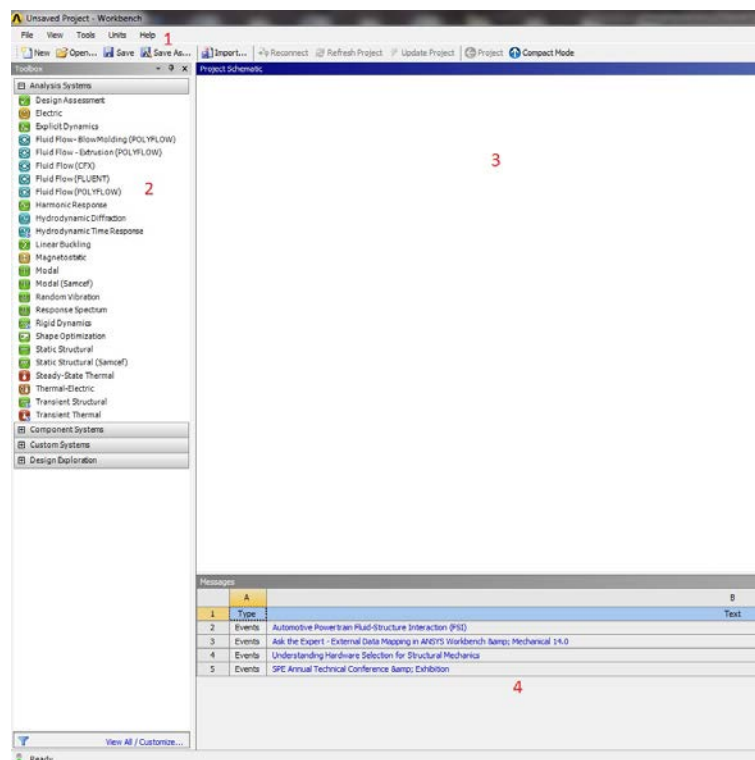 Unsaved Project - Workbench
File View Tools Units Help 1
New Open... Save Save As... Import... Reconnect Refresh Project Update Project Project Compact Mode
Toolbox
Project Schematic
Analysis Systems
Design Assessment
Electric
Explicit Dynamics
Fluid Flow- BlowMolding (POLYFLOW)
Fluid Flow - Extrusion (POLYFLOW)
Fluid Flow (CFX)
Fluid Flow (FLUENT)
Fluid Flow (POLYFLOW)
Harmonic Response
Hydrodynamic Diffraction
Hydrodynamic Time Response
Linear Buckling
Magnetostatic
Modal
Modal (Samcef)
Random Vibration
Response Spectrum
Rigid Dynamics
Shape Optimization
Static Structural
Static Structural (Samcef)
Steady-State Thermal
Thermal-Electric
Transient Structural
Transient Thermal
Component Systems
Custom Systems
Design Exploration
2
3
View All / Customize...
Messages
A B
1 Type Text
2 Events Automotive Powertrain Fluid-Structure Interaction (FSI)
3 Events Ask the Expert - External Data Mapping in ANSYS Workbench &amp; Mechanical 14.0
4 Events Understanding Hardware Selection for Structural Mechanics
5 Events SPE Annual Technical Conference &amp; Exhibition
4
Ready